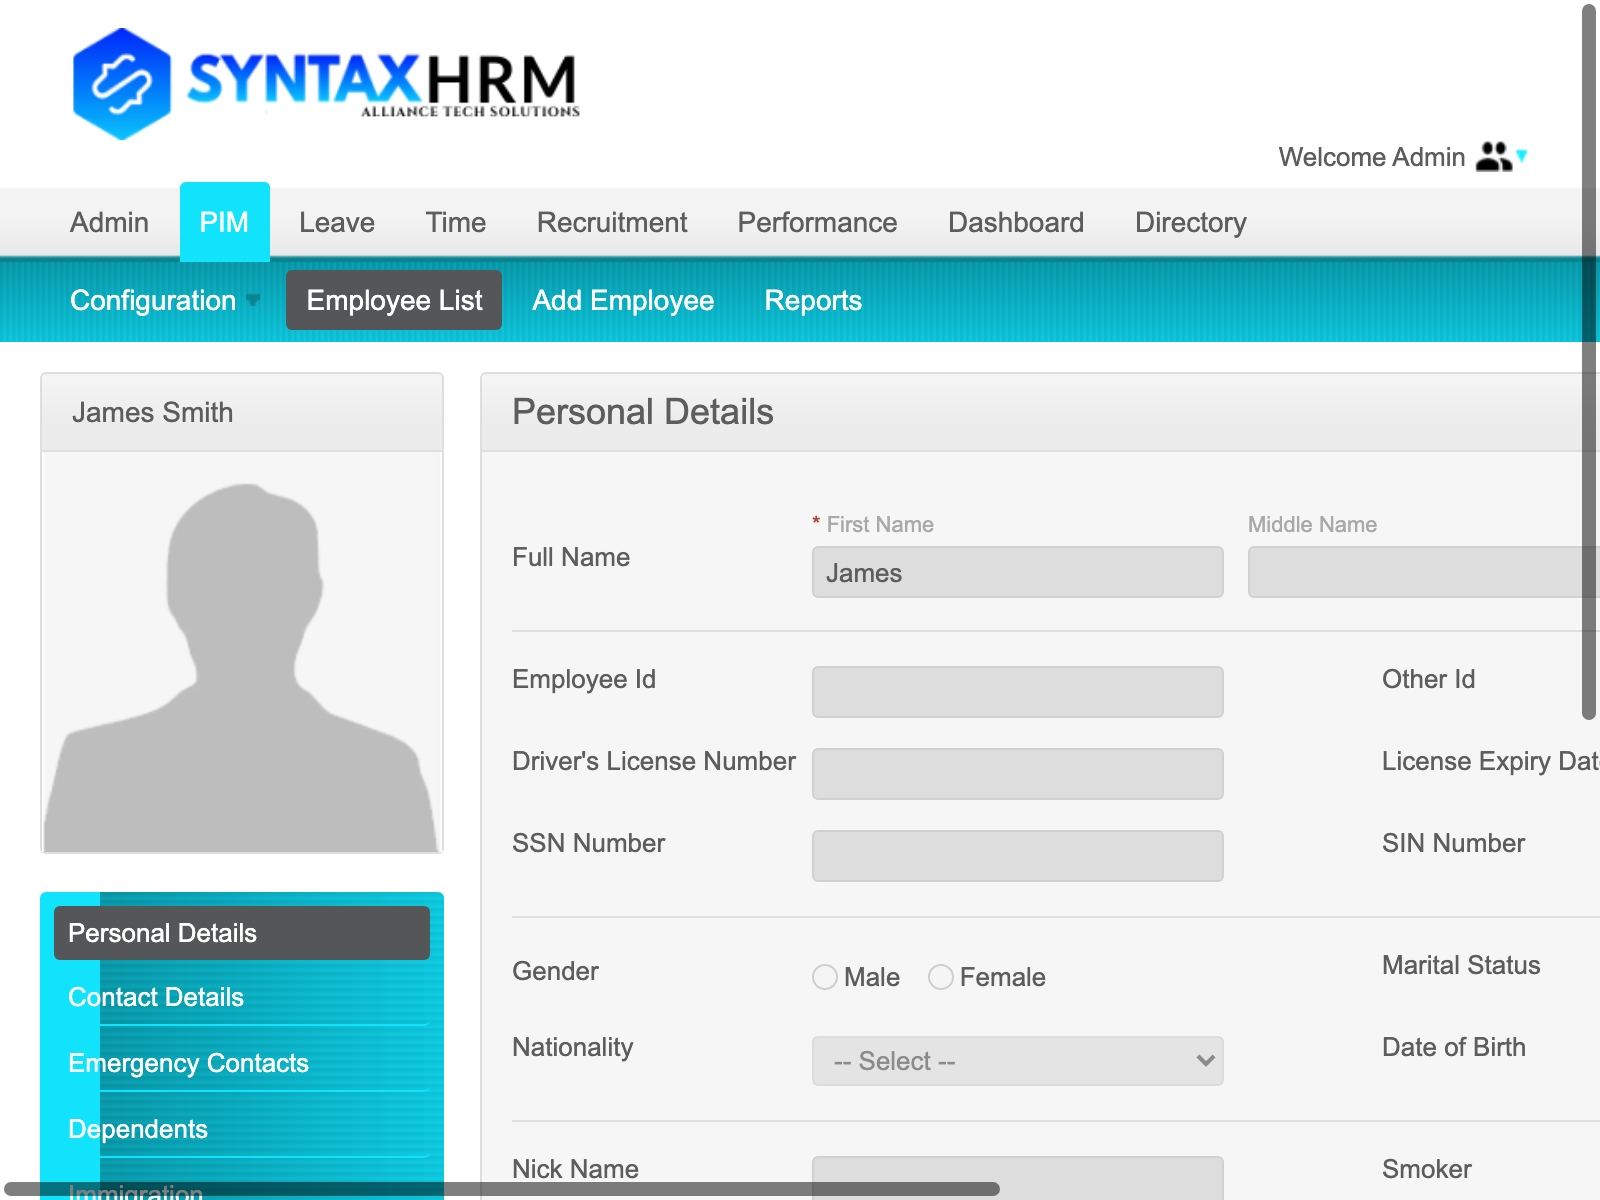 SYNTAXHRM
ALLIANCE TECH SOLUTIONS
Welcome Admin
Admin PIM Leave Time Recruitment Performance Dashboard Directory
Configuration Employee List Add Employee Reports
James Smith
Personal Details
* First Name Middle Name
Full Name
James
Employee Id Other Id
Driver's License Number License Expiry Date
SSN Number SIN Number
Gender Male Female Marital Status
Nationality -- Select -- Date of Birth
Nick Name Smoker
Personal Details
Contact Details
Emergency Contacts
Dependents
Immigration